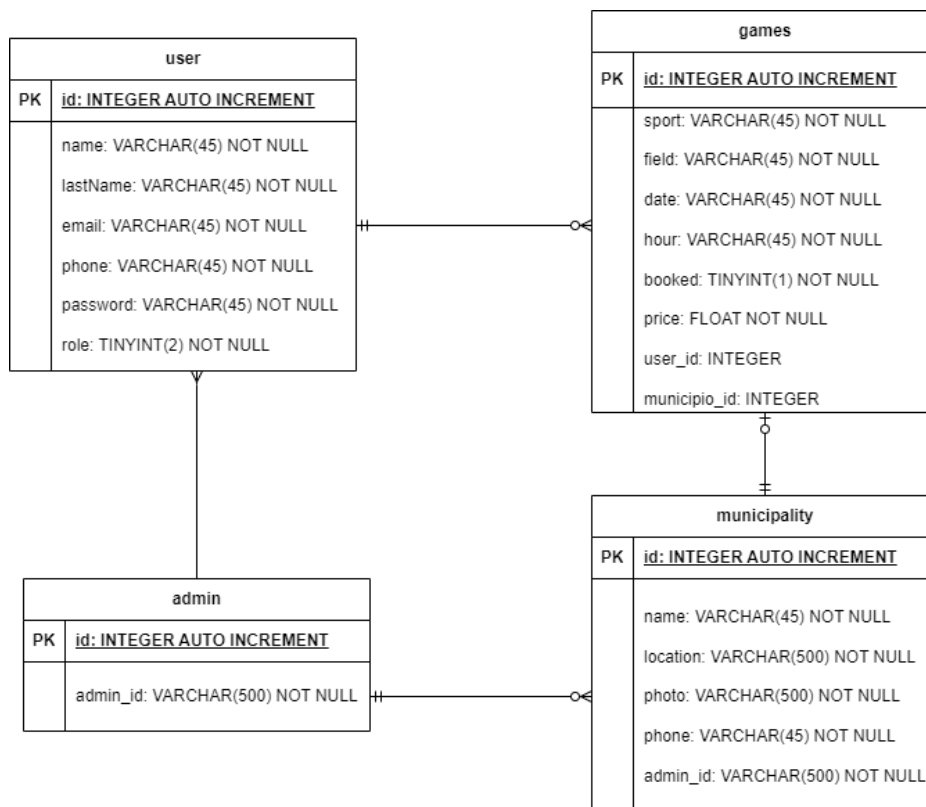 user
PK id: INTEGER AUTO INCREMENT
name: VARCHAR(45) NOT NULL
lastName: VARCHAR(45) NOT NULL
email: VARCHAR(45) NOT NULL
phone: VARCHAR(45) NOT NULL
password: VARCHAR(45) NOT NULL
role: TINYINT(2) NOT NULL
games
PK id: INTEGER AUTO INCREMENT
sport: VARCHAR(45) NOT NULL
field: VARCHAR(45) NOT NULL
date: VARCHAR(45) NOT NULL
hour: VARCHAR(45) NOT NULL
booked: TINYINT(1) NOT NULL
price: FLOAT NOT NULL
user_id: INTEGER
municipio_id: INTEGER
admin
PK id: INTEGER AUTO INCREMENT
admin_id: VARCHAR(500) NOT NULL
municipality
PK id: INTEGER AUTO INCREMENT
name: VARCHAR(45) NOT NULL
location: VARCHAR(500) NOT NULL
photo: VARCHAR(500) NOT NULL
phone: VARCHAR(45) NOT NULL
admin_id: VARCHAR(500) NOT NULL